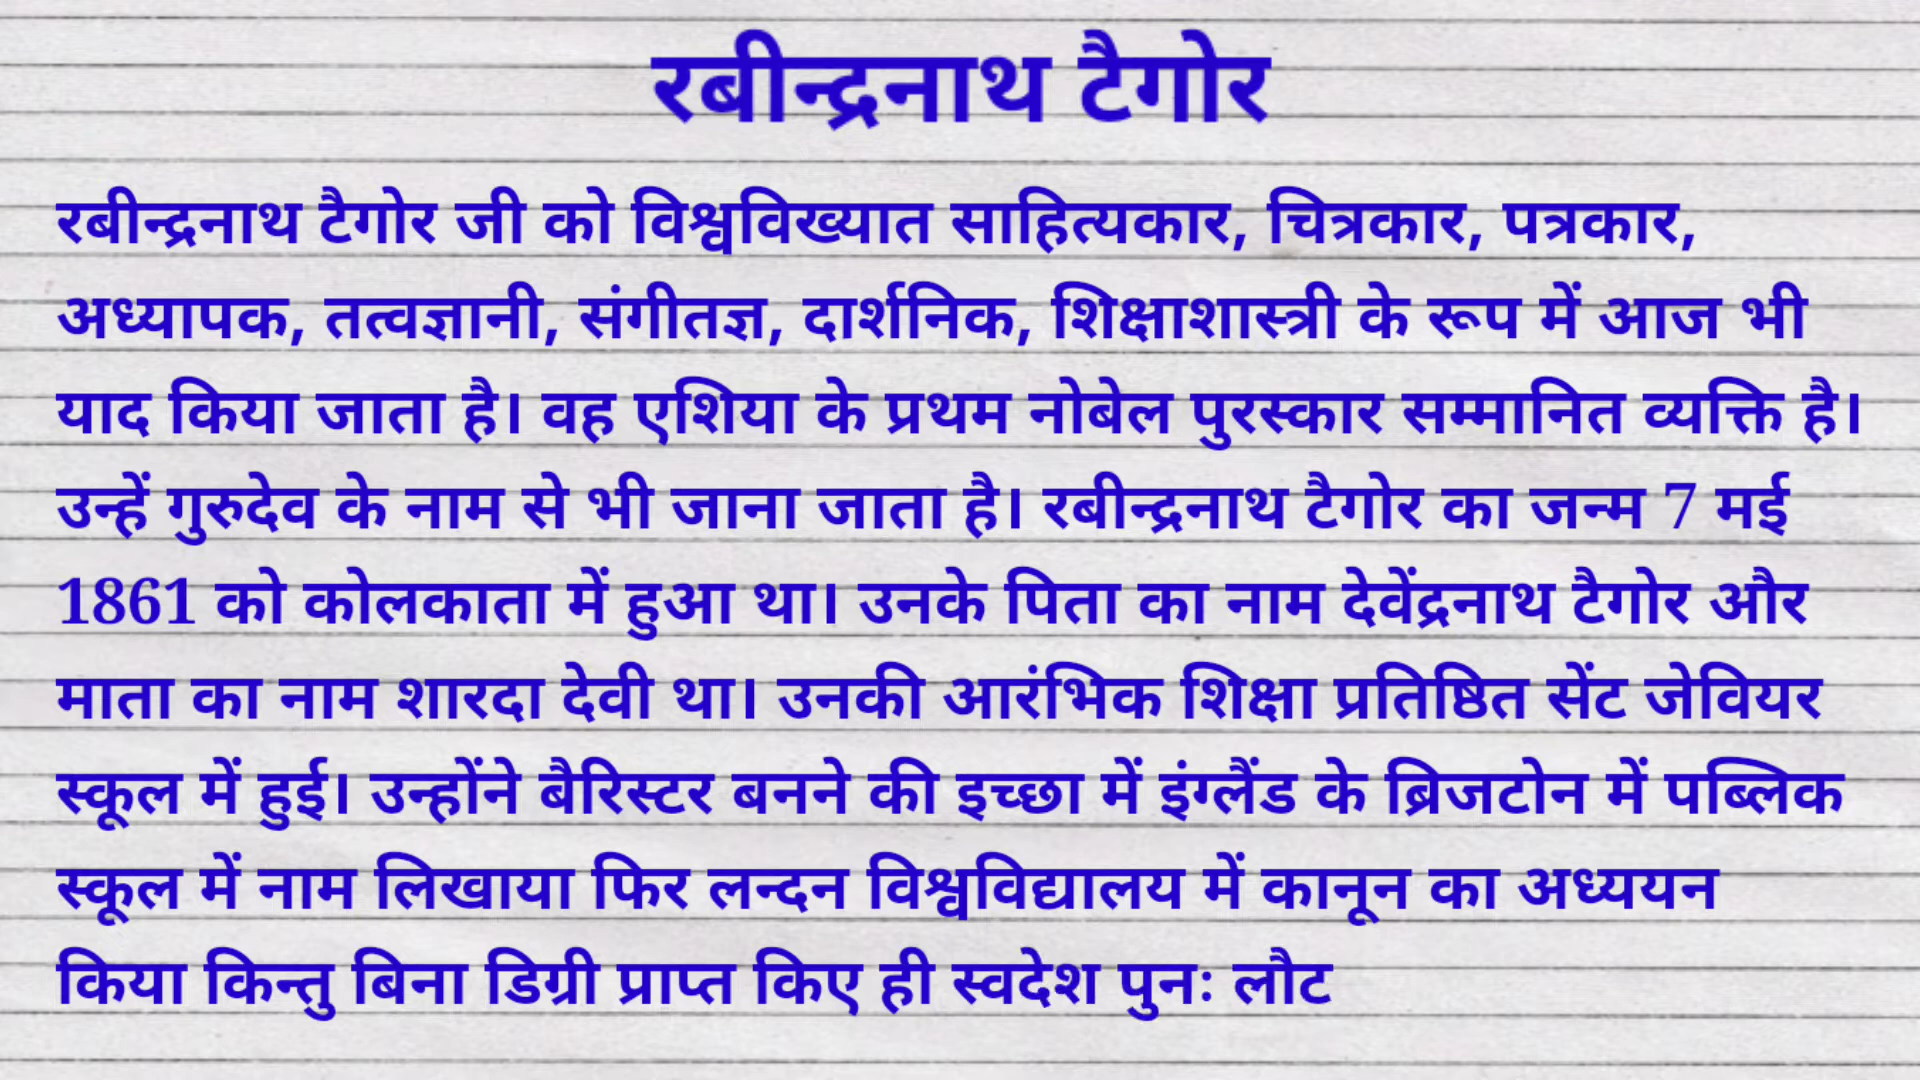 रबीन्द्रनाथ टैगोर
रबीन्द्रनाथ टैगोर जी को विश्वविख्यात साहित्यकार, चित्रकार, पत्रकार,
अध्यापक, तत्वज्ञानी, संगीतज्ञ, दार्शनिक, शिक्षाशास्त्री के रूप में आज भी
याद किया जाता है। वह एशिया के प्रथम नोबेल पुरस्कार सम्मानित व्यक्ति है।
उन्हें गुरुदेव के नाम से भी जाना जाता है। रबीन्द्रनाथ टैगोर का जन्म 7 मई
1861 को कोलकाता में हुआ था। उनके पिता का नाम देवेंद्रनाथ टैगोर और
माता का नाम शारदा देवी था। उनकी आरंभिक शिक्षा प्रतिष्ठित सेंट जेवियर
स्कूल में हुई। उन्होंने बैरिस्टर बनने की इच्छा में इंग्लैंड के ब्रिजटोन में पब्लिक
स्कूल में नाम लिखाया फिर लन्दन विश्वविद्यालय में कानून का अध्ययन
किया किन्तु बिना डिग्री प्राप्त किए ही स्वदेश पुनः लौट